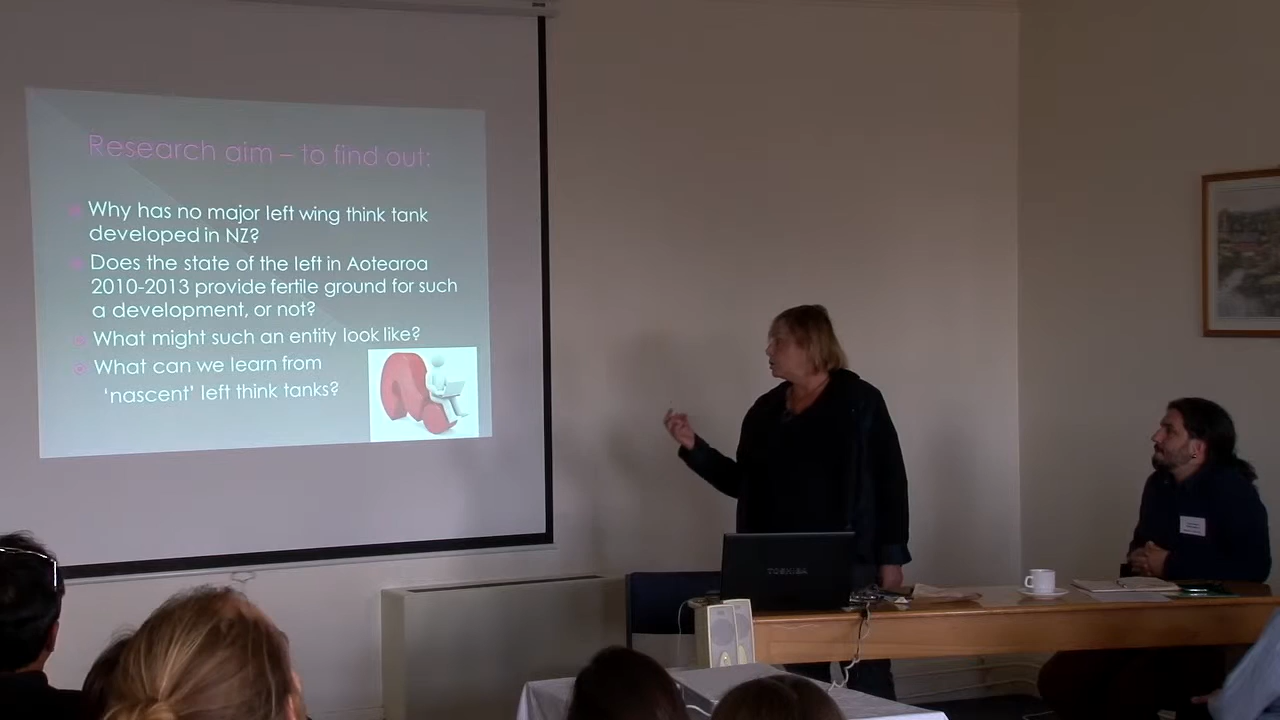 Research aim – to find out:
Why has no major left wing think tank
developed in NZ?
Does the state of the left in Aotearoa
2010-2013 provide fertile ground for such
a development, or not?
What might such an entity look like?
What can we learn from
'nascent' left think tanks?
TOSHIBA